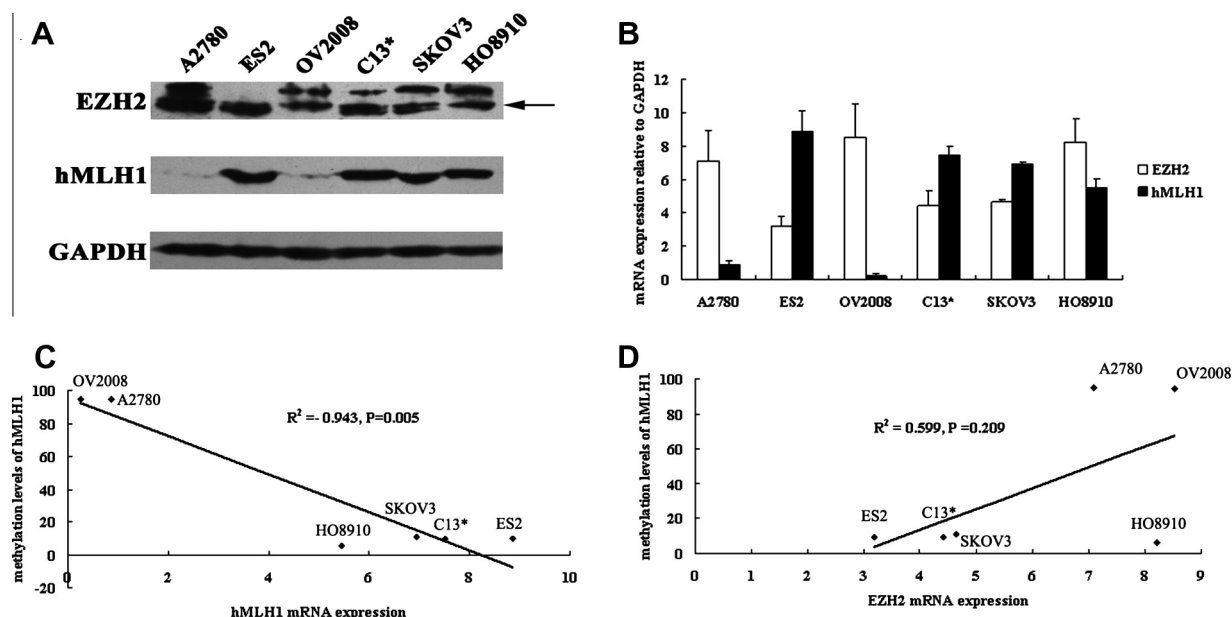 A
A2780
ES2
OV2008
C13*
SKOV3
HO8910
EZH2
hMLH1
GAPDH
B
mRNA expression relative to GAPDH
12
10
8
6
4
2
0
A2780 ES2 OV2008 C13* SKOV3 HO8910
EZH2
hMLH1
C
methylation levels of hMLH1
100
80
60
40
20
0
-20
OV2008
A2780
R² =- 0.943, P=0.005
HO8910
SKOV3
C13*
ES2
0 2 4 6 8 10
hMLH1 mRNA expression
D
methylation levels of hMLH1
100
80
60
40
20
0
A2780
OV2008
R² = 0.599, P =0.209
ES2
C13*
SKOV3
HO8910
0 1 2 3 4 5 6 7 8 9
EZH2 mRNA expression